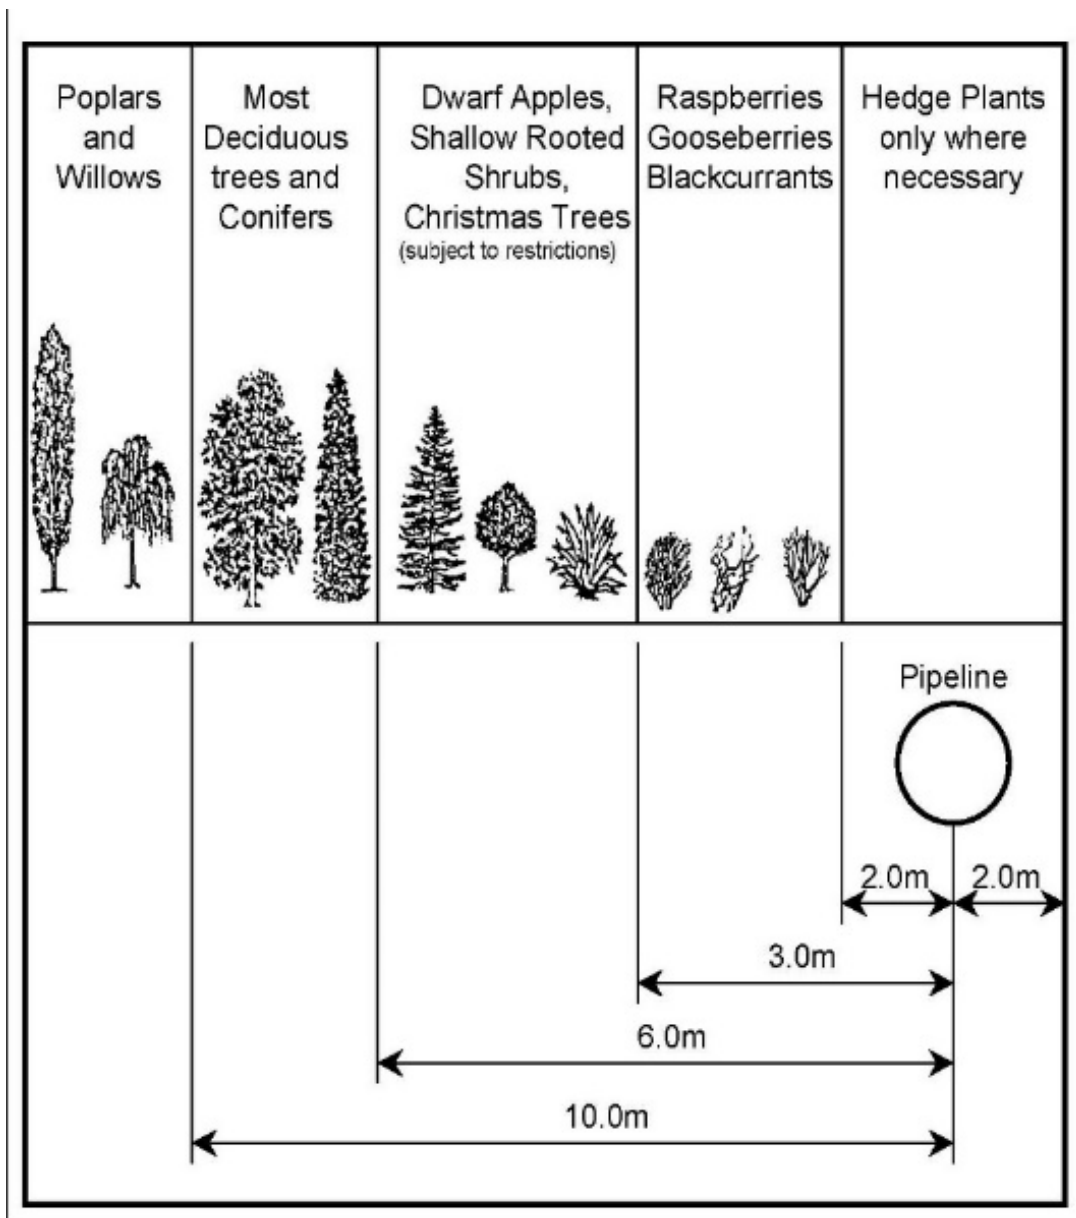 Poplars
and
Willows
Most
Deciduous
trees and
Conifers
Dwarf Apples,
Shallow Rooted
Shrubs,
Christmas Trees
(subject to restrictions)
Raspberries
Gooseberries
Blackcurrants
Hedge Plants
only where
necessary
Pipeline
2.0m
2.0m
3.0m
6.0m
10.0m